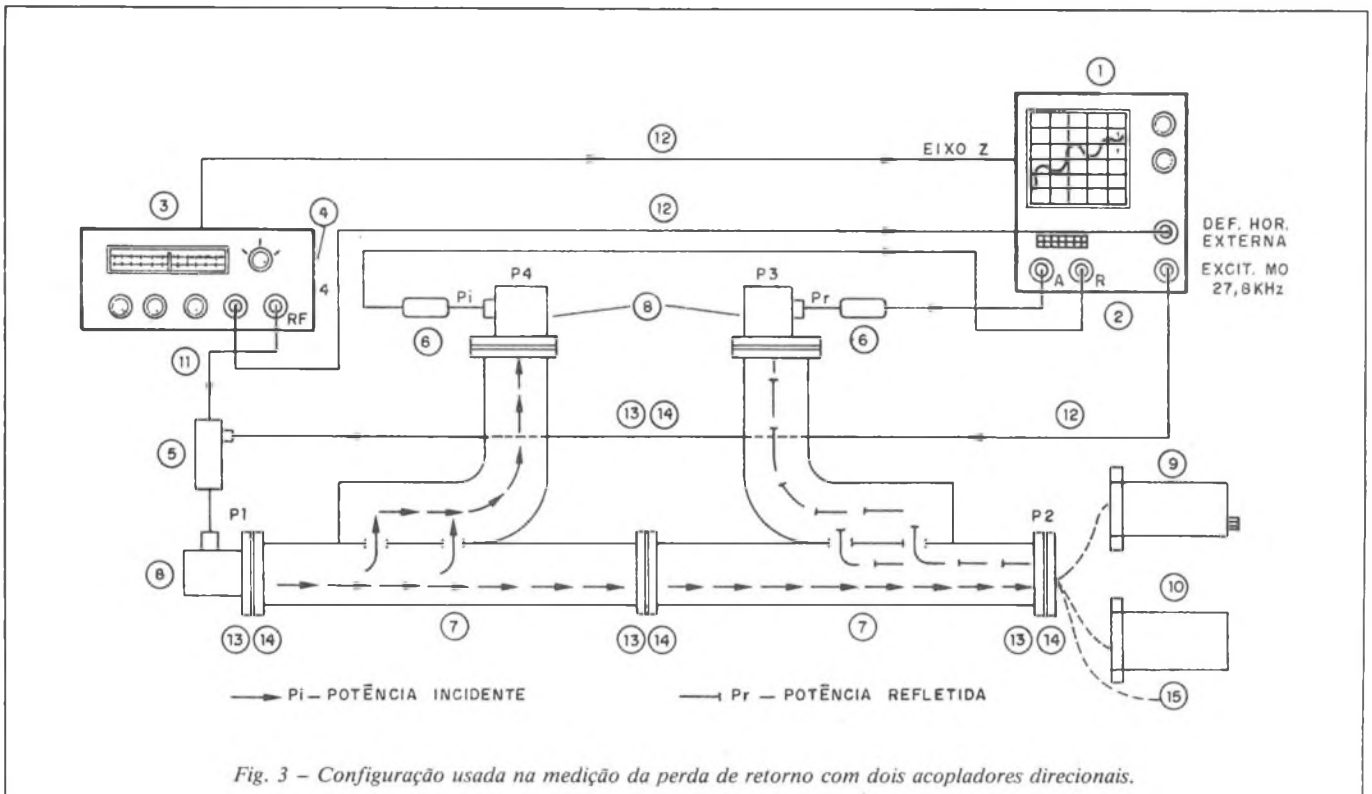 1
12
EIXO Z
3
4
12
DEF. HOR.
EXTERNA
P4
P3
4
Pi
8
Pr
A
R
EXCIT. MO
27,8KHz
RF
6
6
2
11
13 14
12
5
9
P1
P2
8
10
13 14
7
13 14
7
13 14
15
Pi — POTÊNCIA INCIDENTE
Pr — POTÊNCIA REFLETIDA
Fig. 3 – Configuração usada na medição da perda de retorno com dois acopladores direcionais.